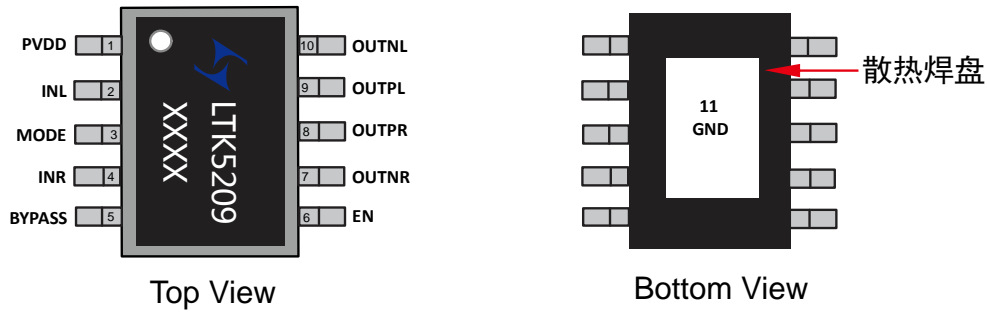 PVDD 1 10 OUTNL
INL 2 9 OUTPL
MODE 3 8 OUTPR
INR 4 7 OUTNR
BYPASS 5 6 EN
LTK5209
XXXX
Top View
11
GND
散热焊盘
Bottom View